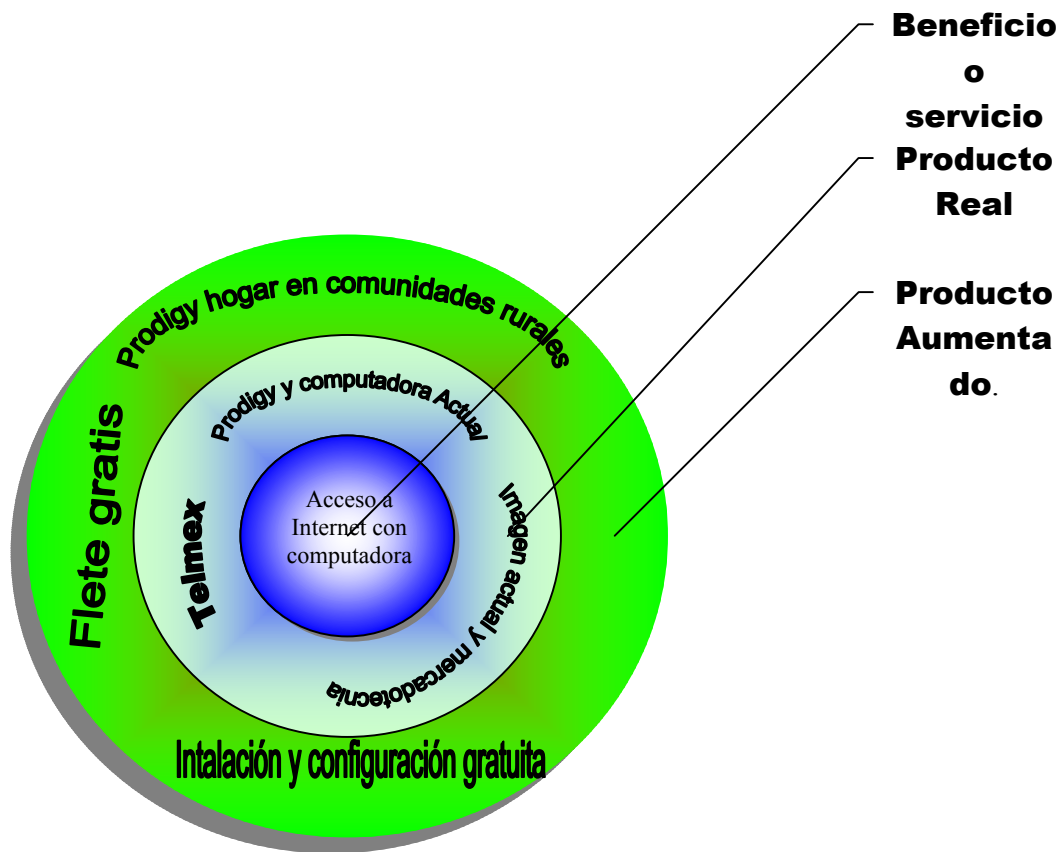 Beneficio
o
servicio
Producto
Real
Producto
Aumenta
do.
Prodigy hogar en comunidades rurales
Flete gratis
Intalación y configuración gratuita
Prodigy y computadora Actual
Telmex
Imagen actual y mercadotecnía
Acceso a
Internet con
computadora